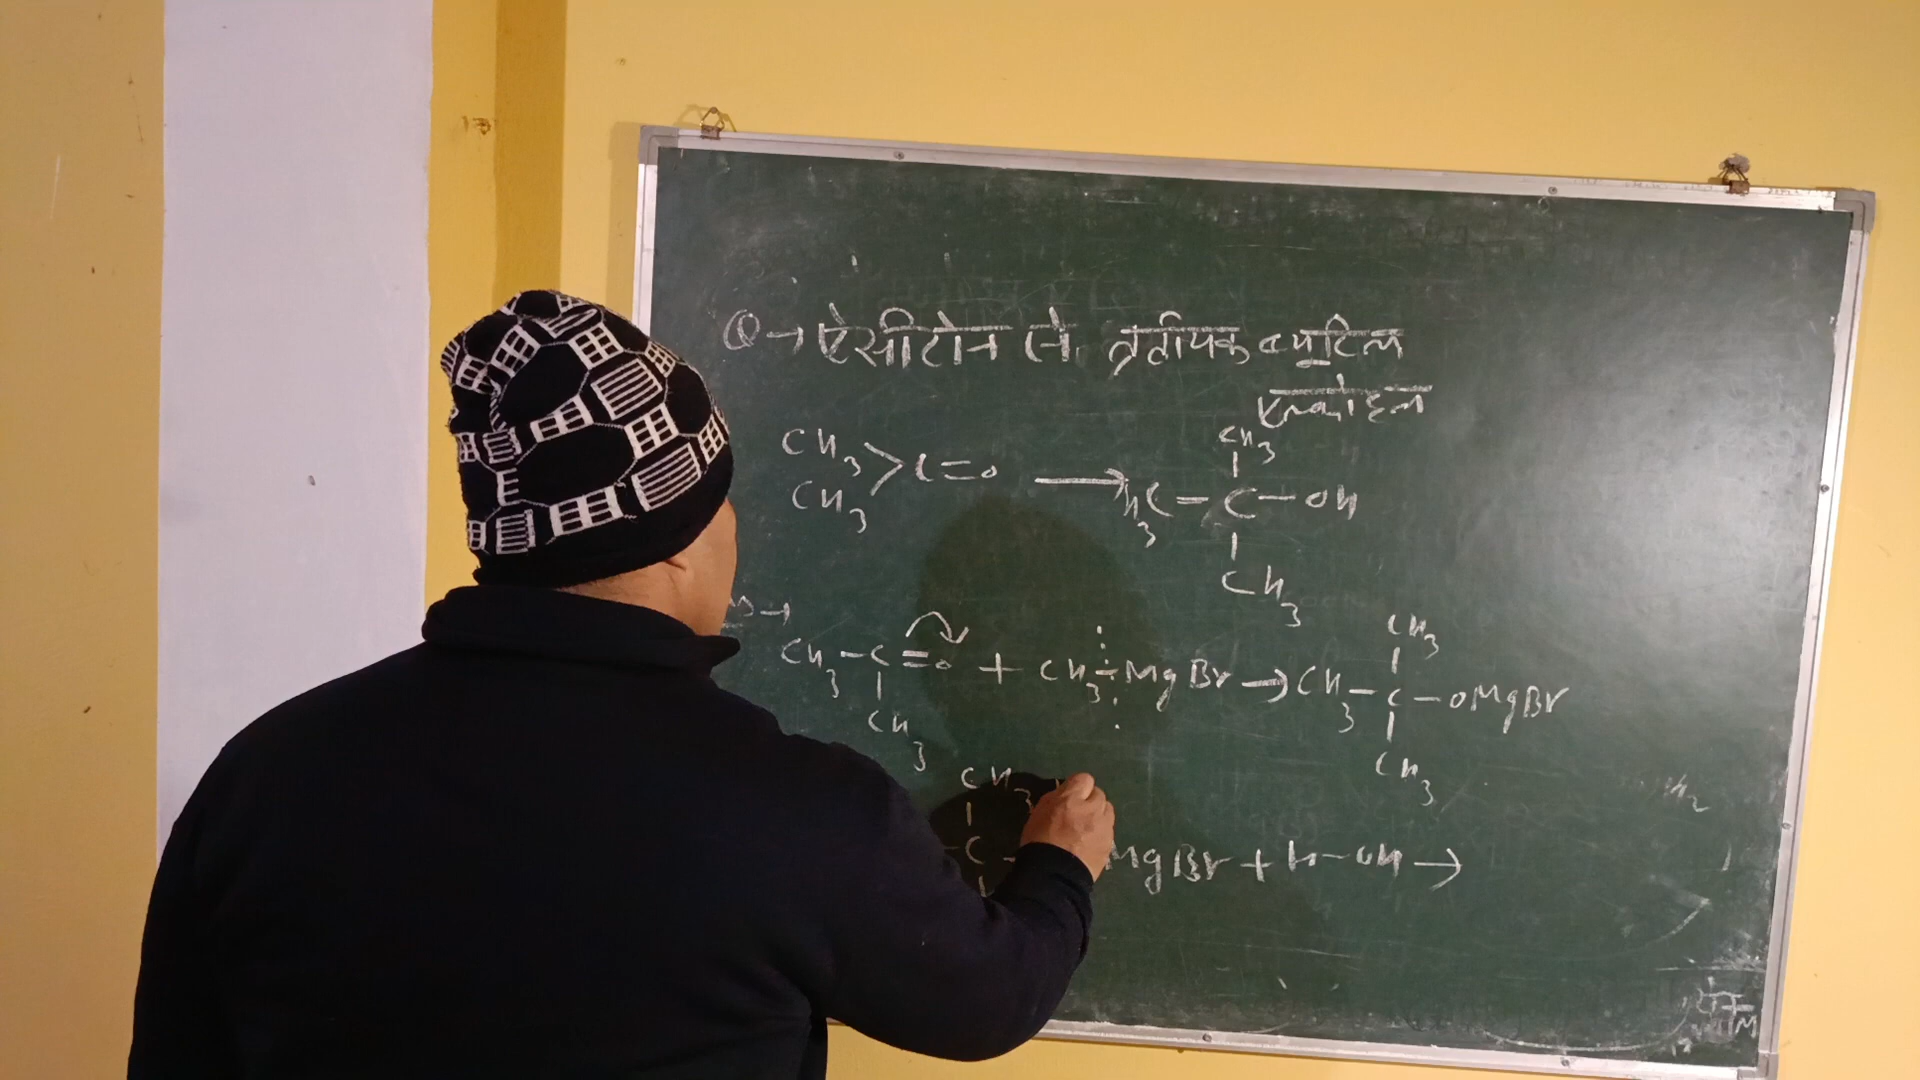 Q→ ऐसीटोन से तृतीयक ब्यूटिल
एल्कोहल
CH3
CH3 > C=O ⟶ H3C – C – OH
CH3
CH3
CH3
CH3 – C = O + CH3 – MgBr → CH3 – C – OMgBr
CH3
CH3
CH3
– C – MgBr + H – OH →